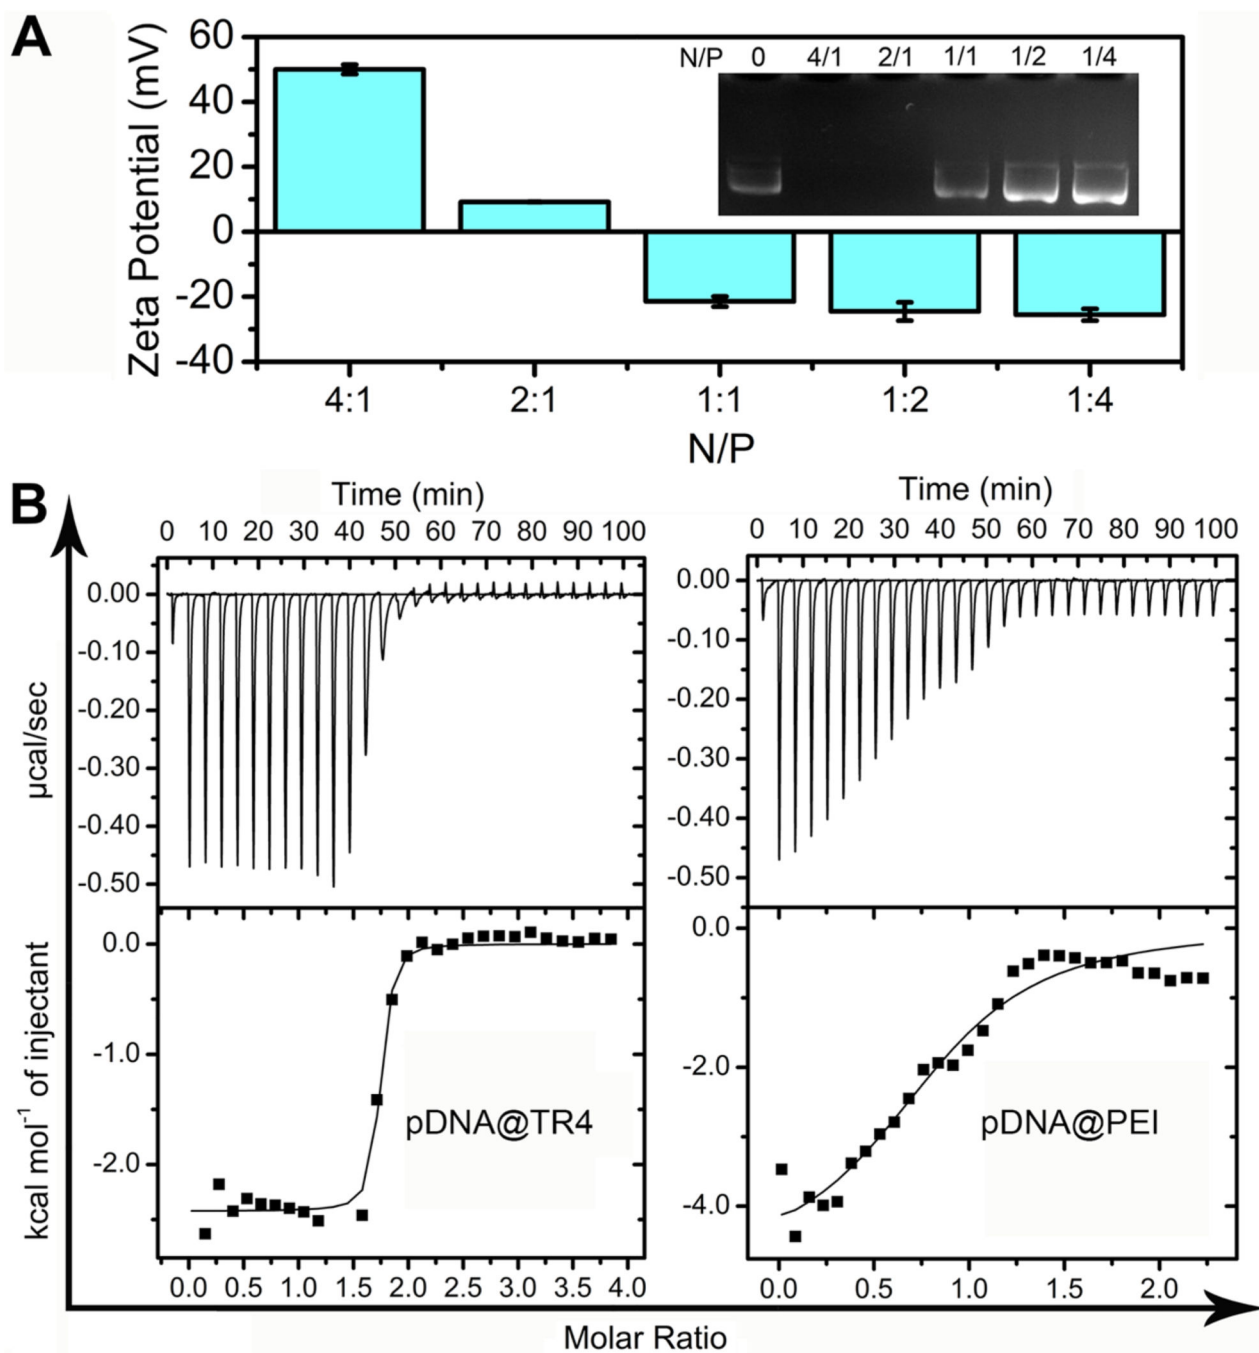 A
Zeta Potential (mV)
60
40
20
0
-20
-40
N/P 0 4/1 2/1 1/1 1/2 1/4
4:1 2:1 1:1 1:2 1:4
N/P
B
Time (min)
0 10 20 30 40 50 60 70 80 90 100
µcal/sec
0.00
-0.10
-0.20
-0.30
-0.40
-0.50
Time (min)
0 10 20 30 40 50 60 70 80 90 100
0.00
-0.10
-0.20
-0.30
-0.40
-0.50
kcal mol⁻¹ of injectant
0.0
-1.0
-2.0
pDNA@TR4
0.0 0.5 1.0 1.5 2.0 2.5 3.0 3.5 4.0
0.0
-2.0
-4.0
pDNA@PEI
0.0 0.5 1.0 1.5 2.0
Molar Ratio